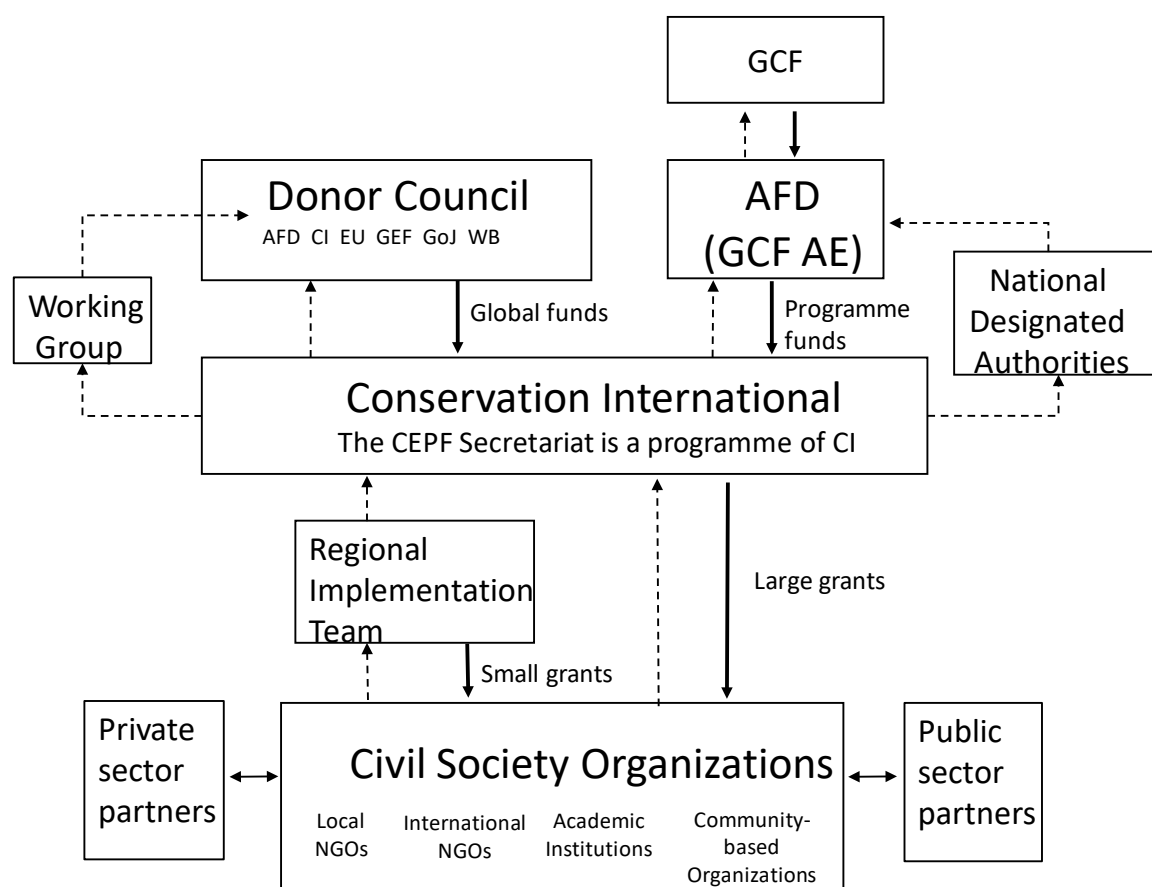 GCF
Donor Council
AFD CI EU GEF GoJ WB
AFD
(GCF AE)
Working
Group
Global funds
Programme
funds
National
Designated
Authorities
Conservation International
The CEPF Secretariat is a programme of CI
Regional
Implementation
Team
Large grants
Small grants
Private
sector
partners
Civil Society Organizations
Local
NGOs
International
NGOs
Academic
Institutions
Community-
based
Organizations
Public
sector
partners